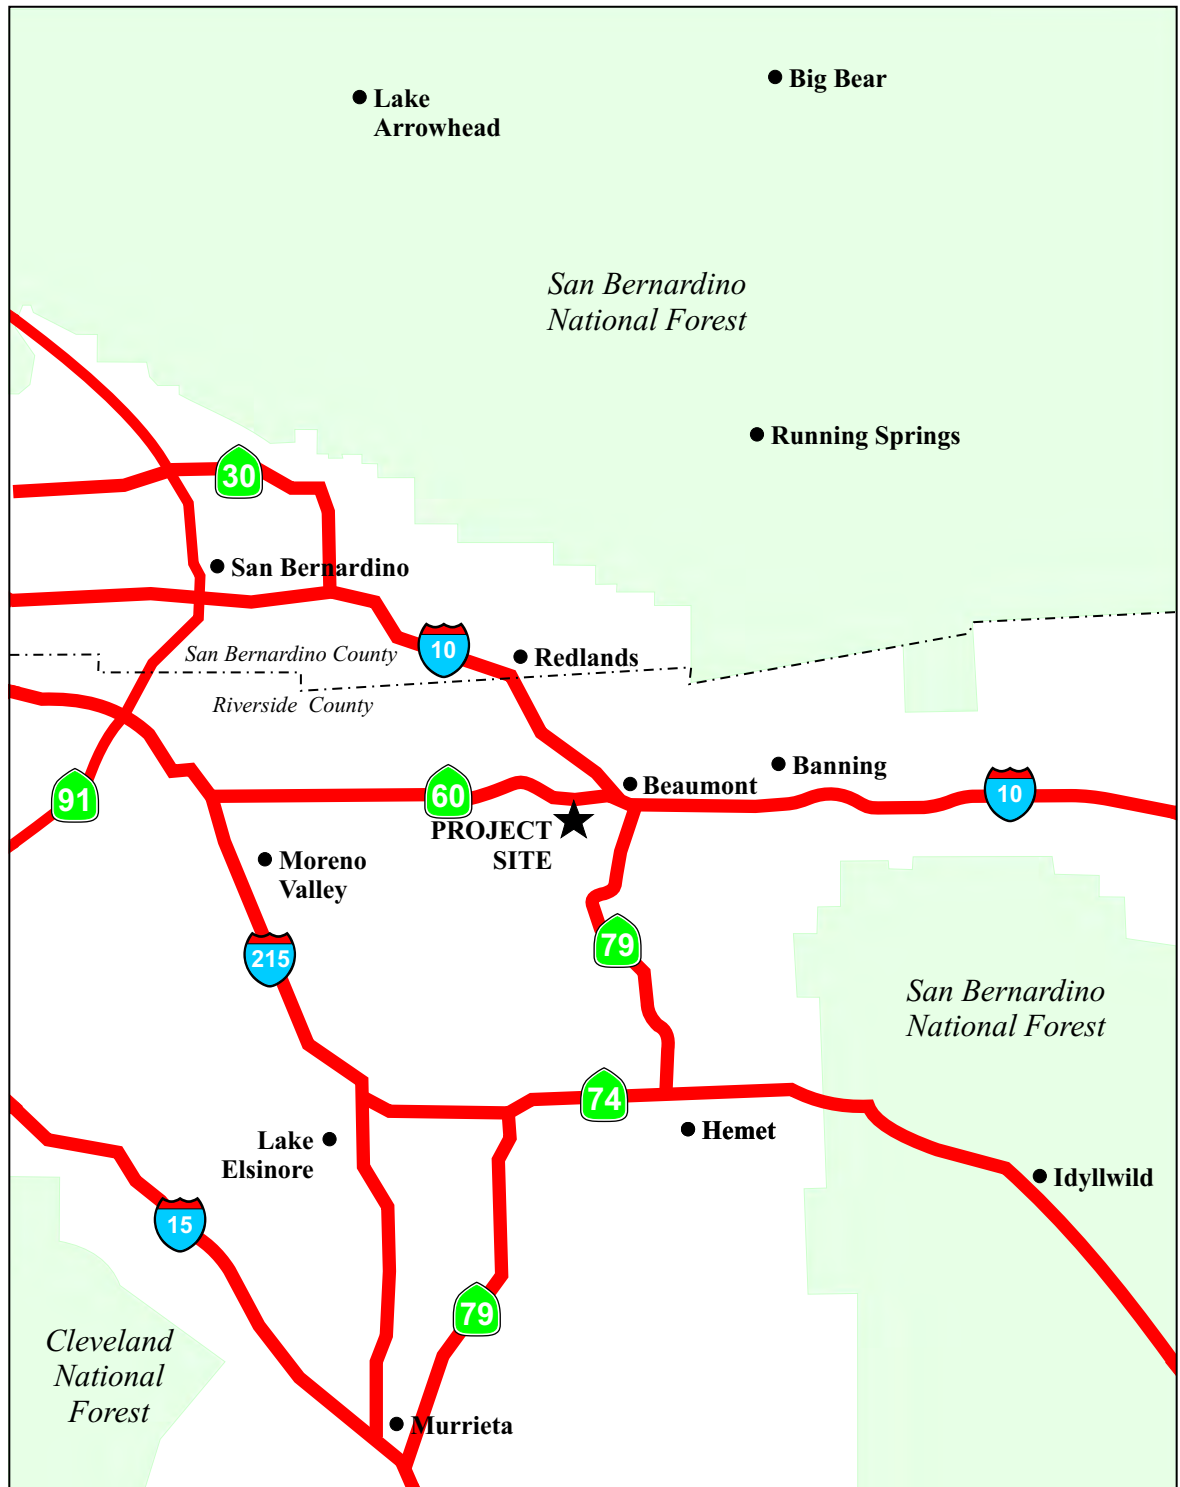 Big Bear
Lake
Arrowhead
San Bernardino
National Forest
Running Springs
30
San Bernardino
10
San Bernardino County
Redlands
Riverside County
Banning
Beaumont
91
60
10
PROJECT
SITE
Moreno
Valley
79
215
San Bernardino
National Forest
74
Hemet
Lake
Elsinore
Idyllwild
15
79
Cleveland
National
Forest
Murrieta